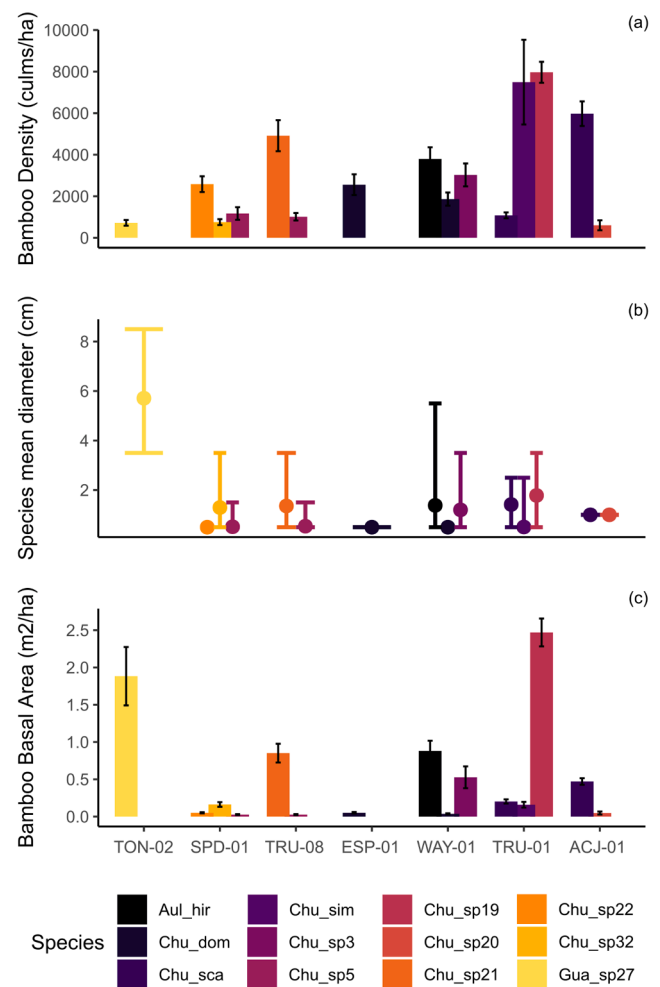 (a)
Bamboo Density (culms/ha)
10000
8000
6000
4000
2000
0
(b)
Species mean diameter (cm)
8
6
4
2
(c)
Bamboo Basal Area (m2/ha)
2.5
2.0
1.5
1.0
0.5
0.0
TON-02 SPD-01 TRU-08 ESP-01 WAY-01 TRU-01 ACJ-01
Species
Aul_hir Chu_sim Chu_sp19 Chu_sp22
Chu_dom Chu_sp3 Chu_sp20 Chu_sp32
Chu_sca Chu_sp5 Chu_sp21 Gua_sp27